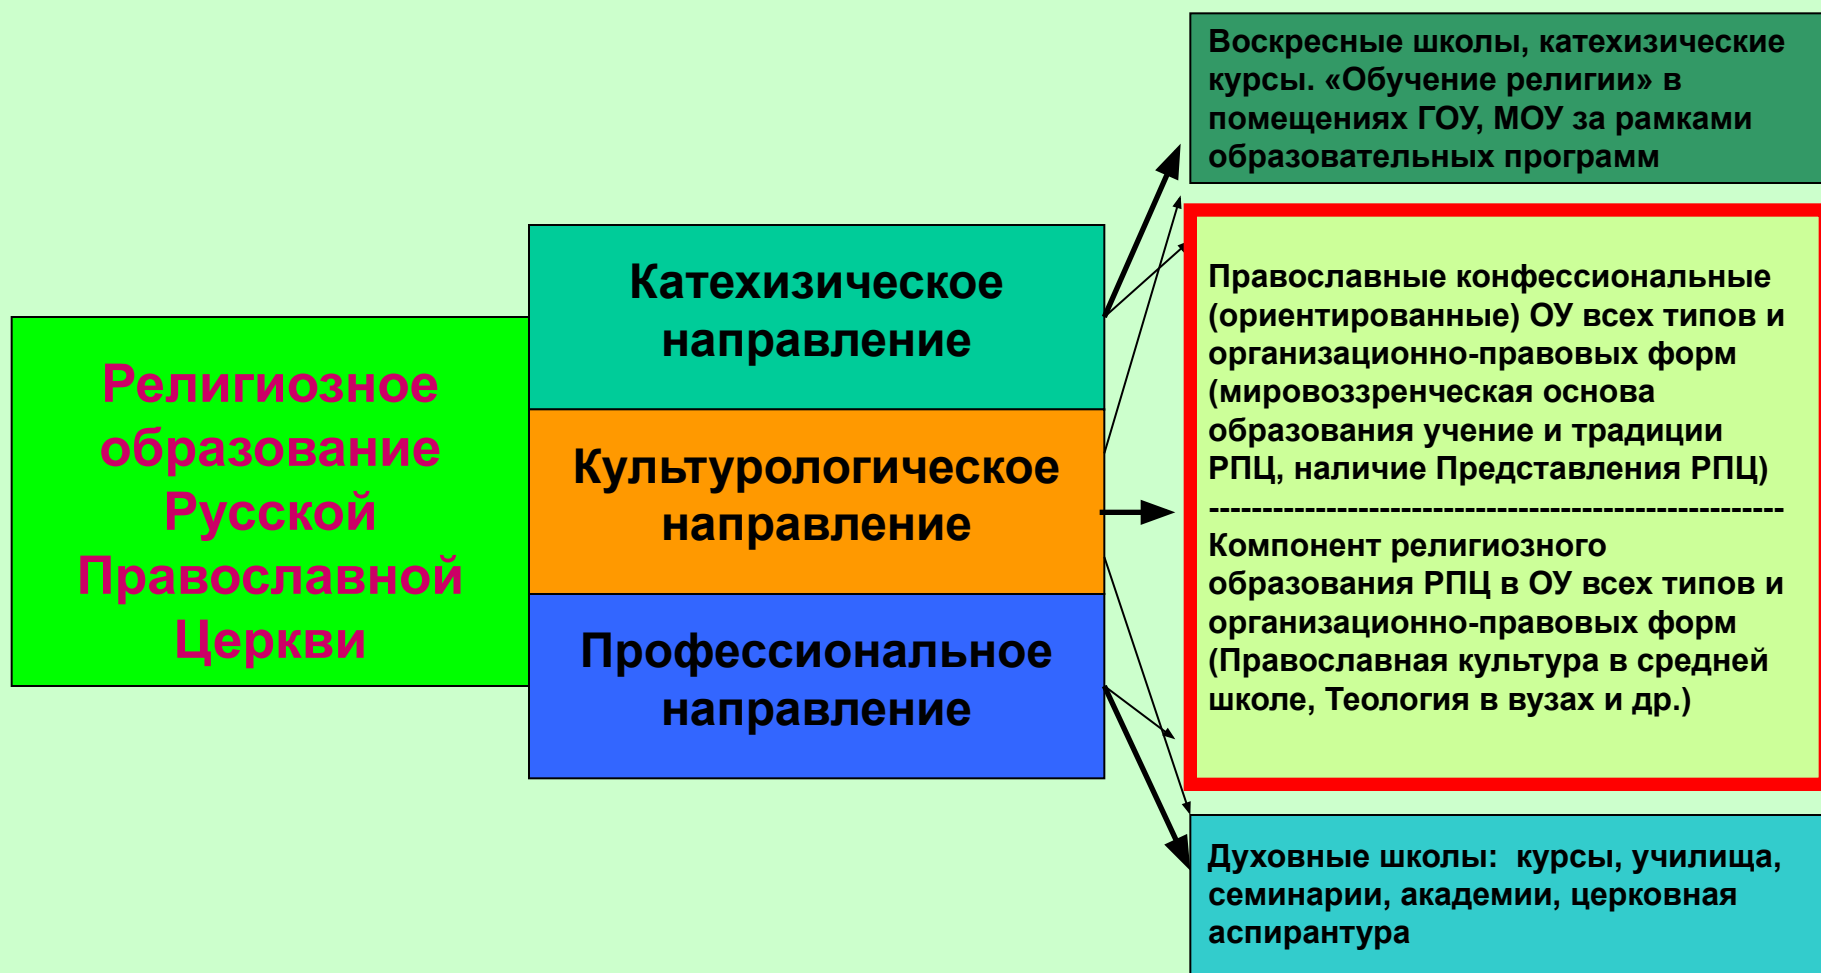 Религиозное
образование
Русской
Православной
Церкви
Катехизическое
направление
Культурологическое
направление
Профессиональное
направление
Воскресные школы, катехизические
курсы. «Обучение религии» в
помещениях ГОУ, МОУ за рамками
образовательных программ
Православные конфессиональные
(ориентированные) ОУ всех типов и
организационно-правовых форм
(мировоззренческая основа
образования учение и традиции
РПЦ, наличие Представления РПЦ)
-----------------------------------------------------
Компонент религиозного
образования РПЦ в ОУ всех типов и
организационно-правовых форм
(Православная культура в средней
школе, Теология в вузах и др.)
Духовные школы:  курсы, училища,
семинарии, академии, церковная
аспирантура